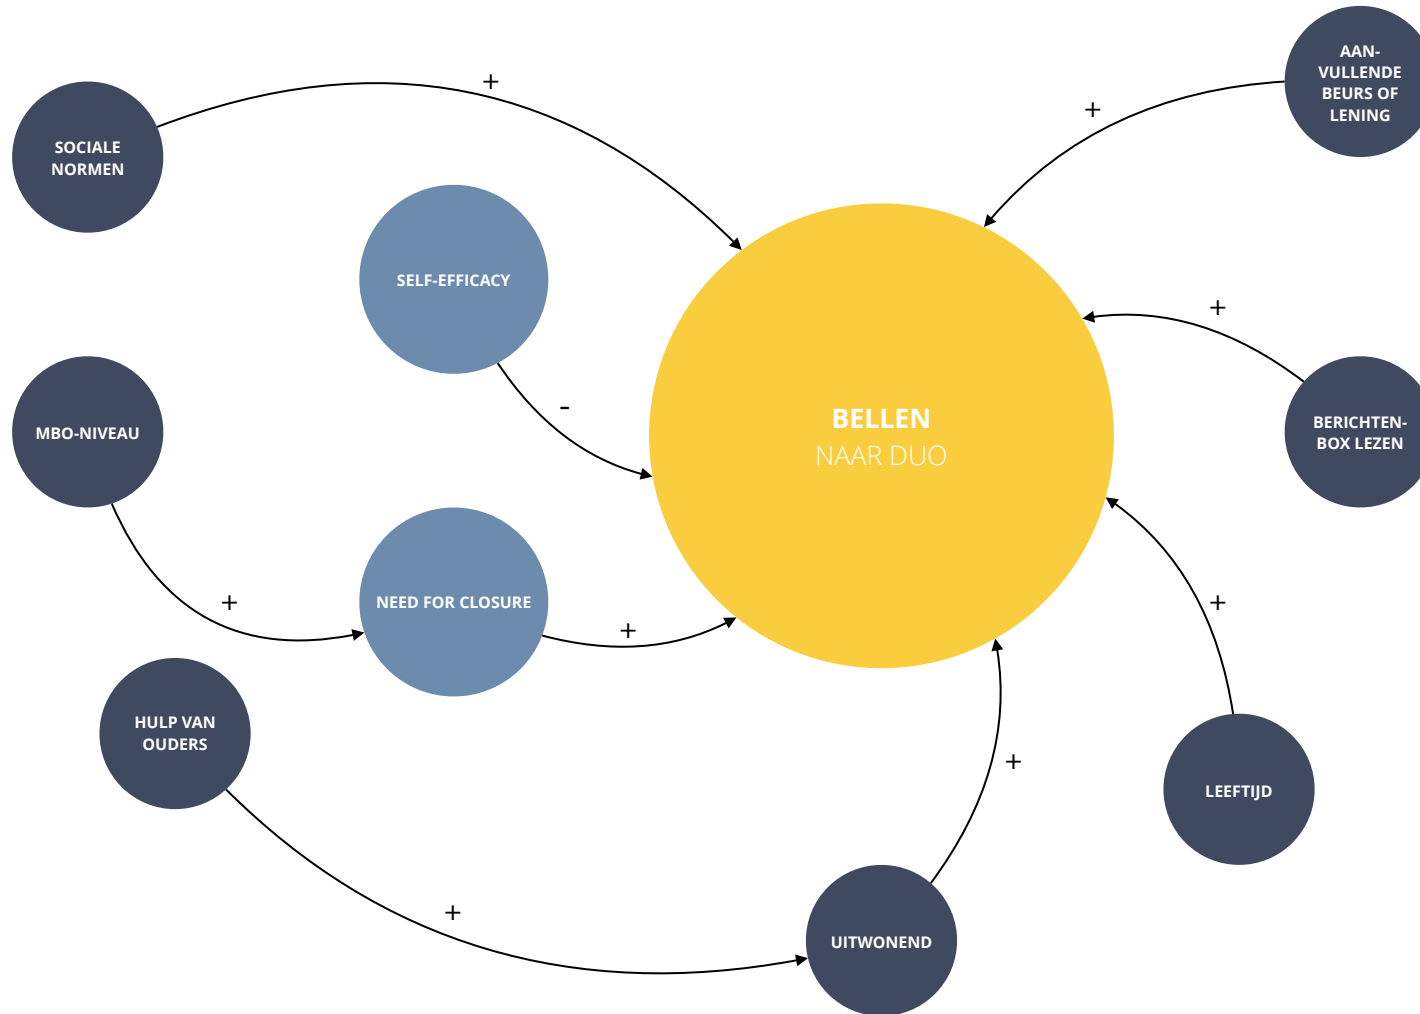 AAN-
VULLENDE
BEURS OF
LENING
+
+
SOCIALE
NORMEN
SELF-EFFICACY
+
-
BELLEN
NAAR DUO
MBO-NIVEAU
BERICHTEN-
BOX LEZEN
+
NEED FOR CLOSURE
+
+
HULP VAN
OUDERS
+
LEEFTIJD
+
UITWONEND